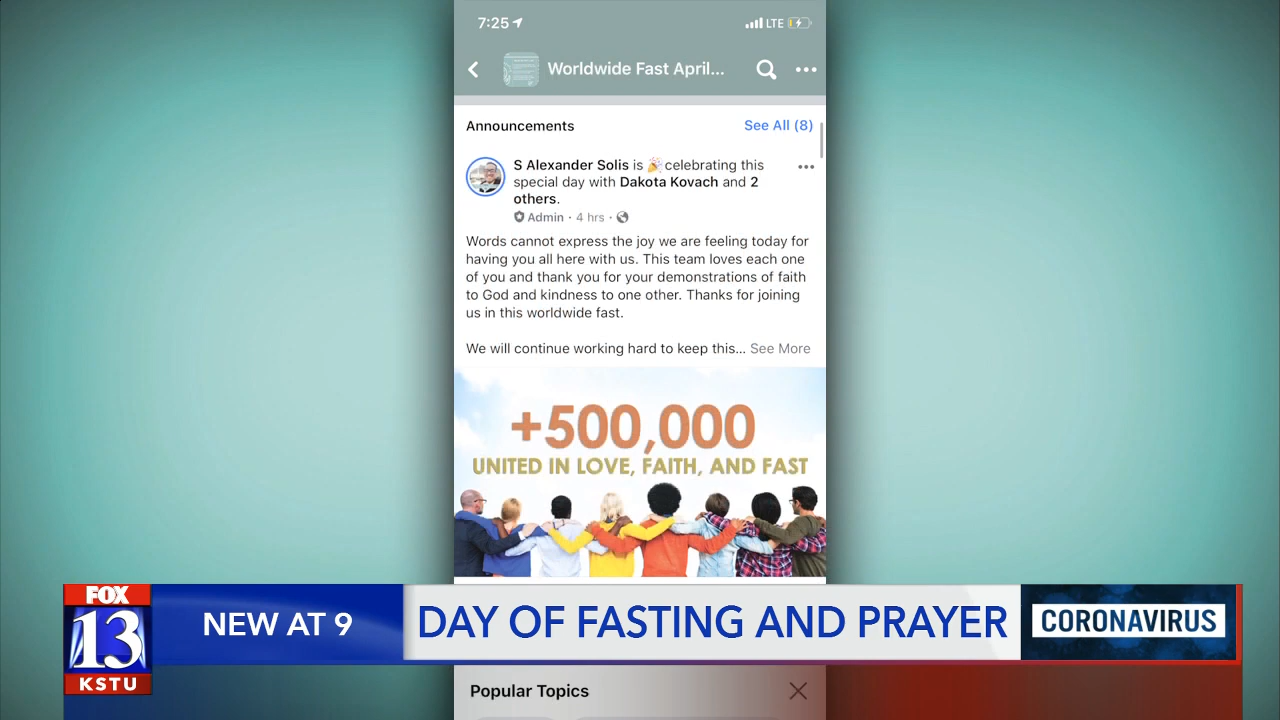 7:25
LTE
Worldwide Fast April...
Announcements
See All (8)
S Alexander Solis is 🎉 celebrating this
special day with Dakota Kovach and 2
others.
Admin · 4 hrs ·
Words cannot express the joy we are feeling today for
having you all here with us. This team loves each one
of you and thank you for your demonstrations of faith
to God and kindness to one other. Thanks for joining
us in this worldwide fast.
We will continue working hard to keep this... See More
+500,000
UNITED IN LOVE, FAITH, AND FAST
FOX
13
KSTU
NEW AT 9
DAY OF FASTING AND PRAYER
CORONAVIRUS
Popular Topics